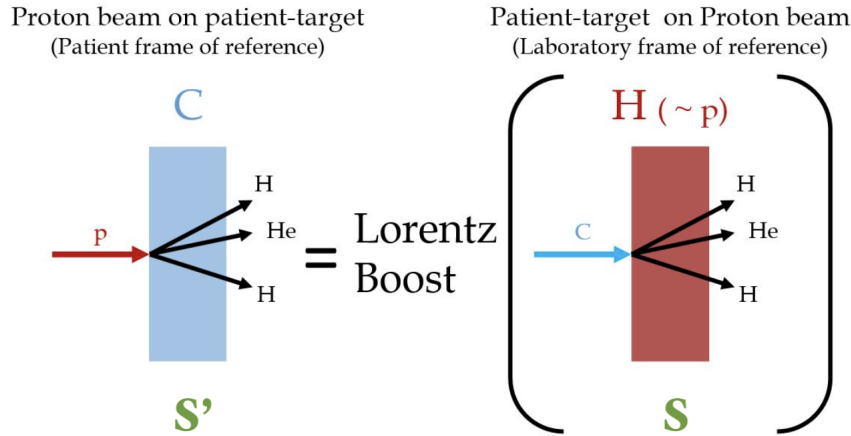 Proton beam on patient-target
(Patient frame of reference)
C
p
H
He
H
S’
=
Lorentz
Boost
Patient-target on Proton beam
(Laboratory frame of reference)
H ( ~ p)
C
H
He
H
S